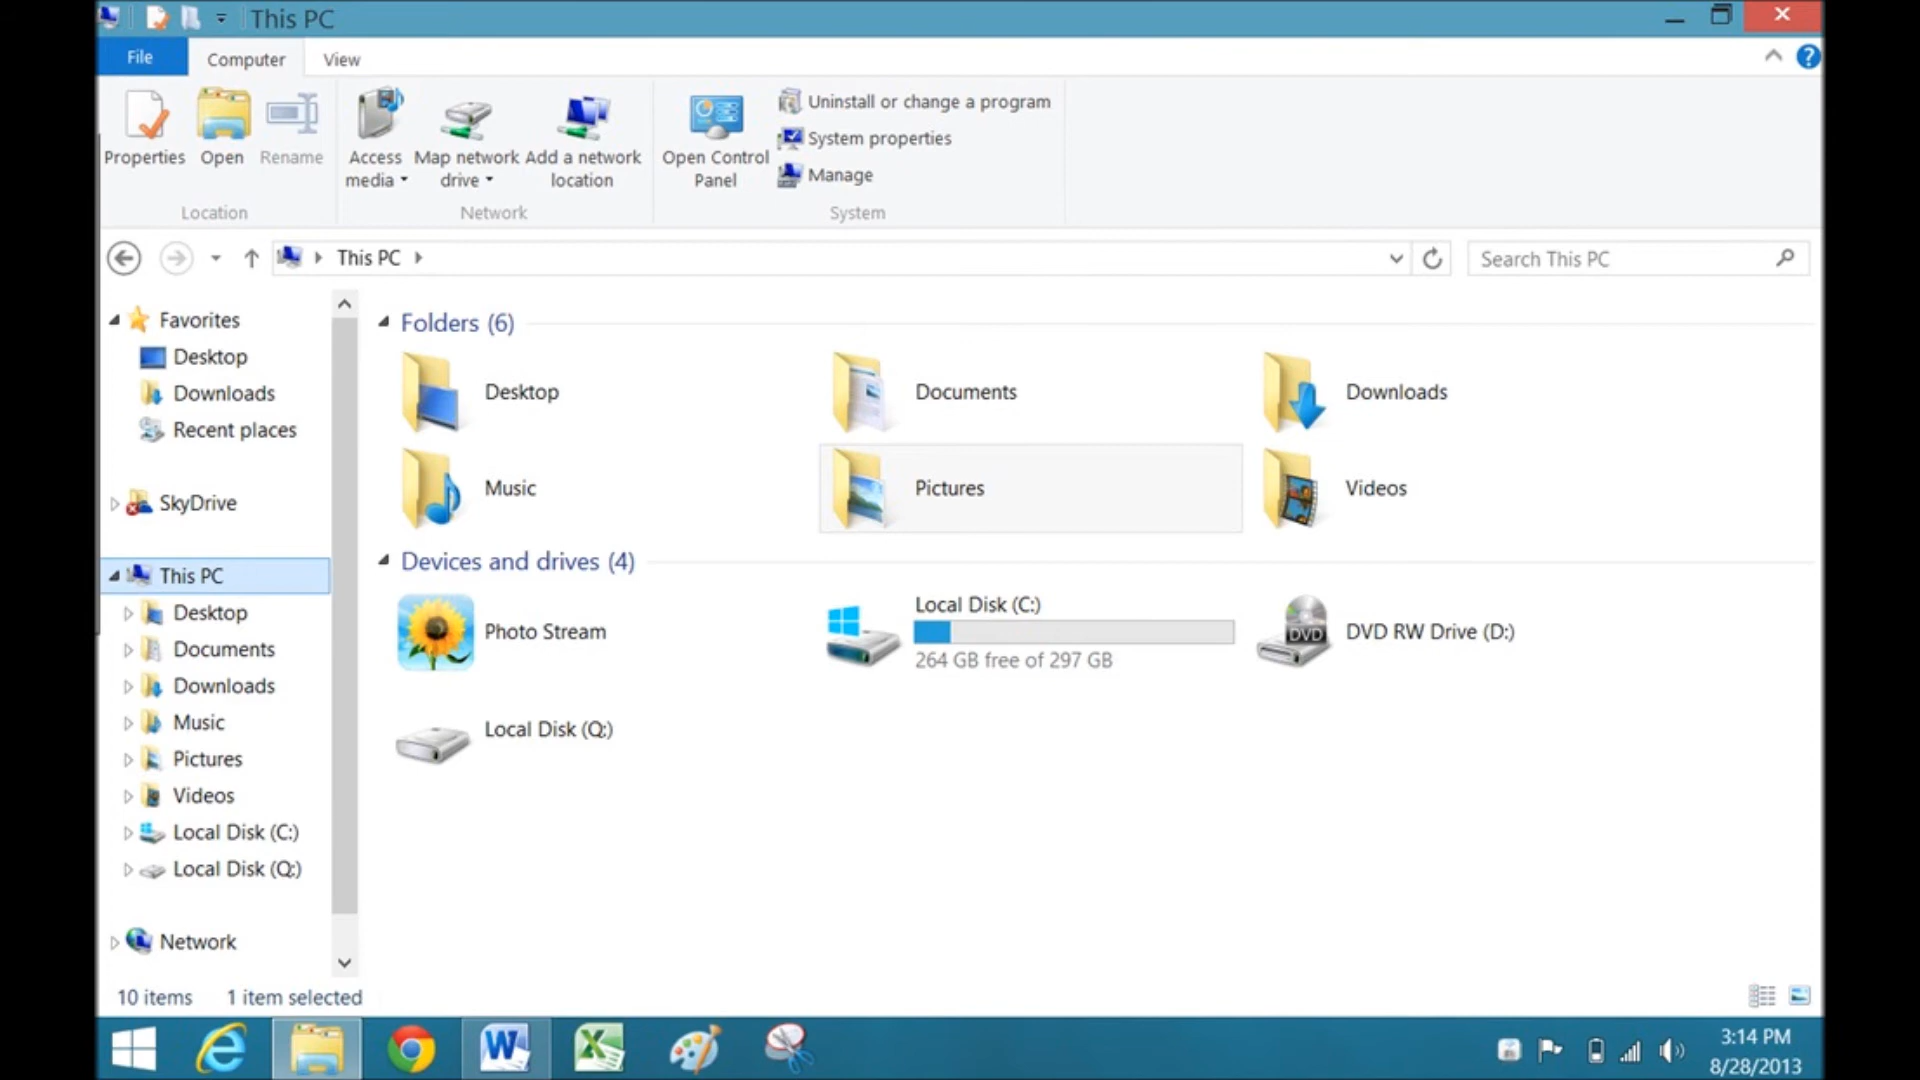 This PC
File
Computer
View
Properties
Open
Rename
Access media
Map network drive
Add a network location
Open Control Panel
Uninstall or change a program
System properties
Manage
Location
Network
System
This PC
Search This PC
Favorites
Desktop
Downloads
Recent places
SkyDrive
This PC
Desktop
Documents
Downloads
Music
Pictures
Videos
Local Disk (C:)
Local Disk (Q:)
Network
Folders (6)
Desktop
Documents
Downloads
Music
Pictures
Videos
Devices and drives (4)
Photo Stream
Local Disk (C:)
264 GB free of 297 GB
DVD
DVD RW Drive (D:)
Local Disk (Q:)
10 items
1 item selected
3:14 PM
8/28/2013